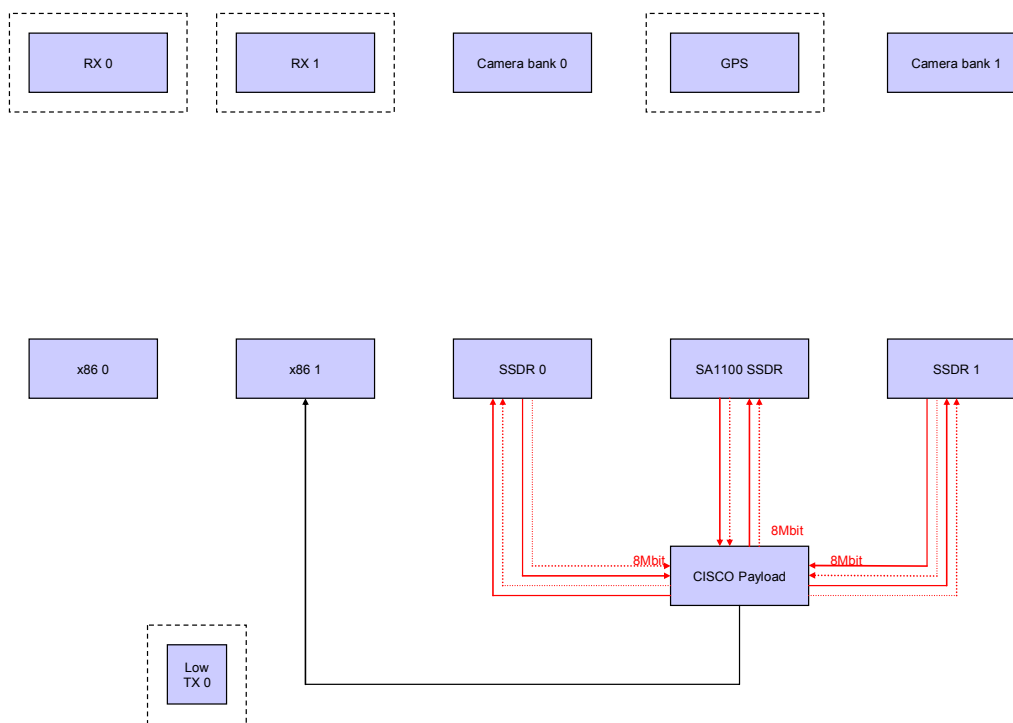 RX 0
RX 1
Camera bank 0
GPS
Camera bank 1
x86 0
x86 1
SSDR 0
SA1100 SSDR
SSDR 1
8Mbit
8Mbit
8Mbit
CISCO Payload
Low
TX 0